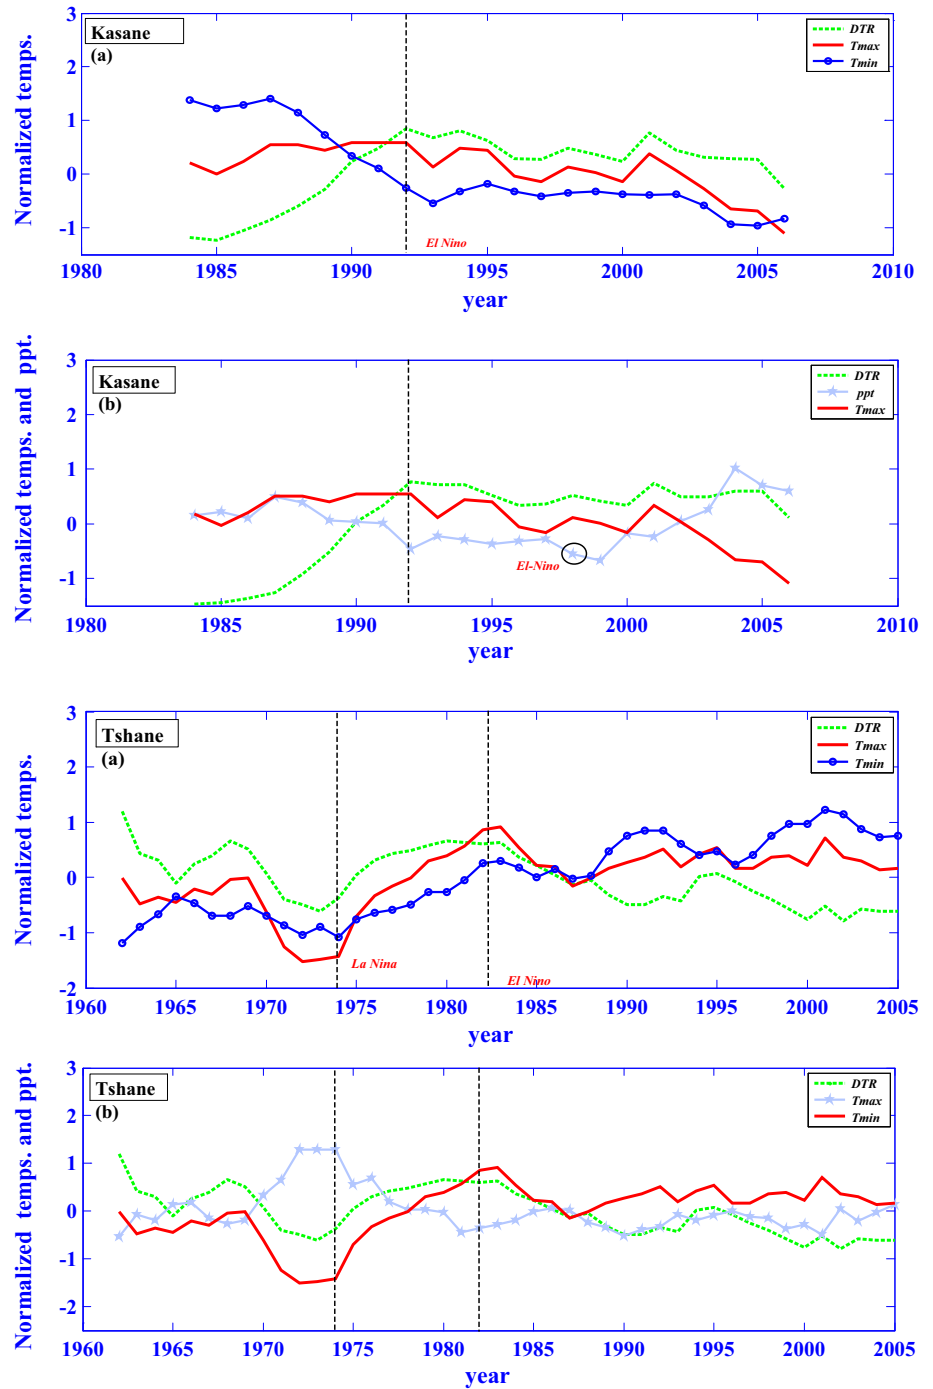 Kasane
(a)
DTR
Tmax
Tmin
Normalized temps.
3
2
1
0
-1
El Nino
1980 1985 1990 1995 2000 2005 2010
year
Kasane
(b)
DTR
ppt
Tmax
Normalized temps. and ppt.
3
2
1
0
-1
El-Nino
1980 1985 1990 1995 2000 2005 2010
year
Tshane
(a)
DTR
Tmax
Tmin
Normalized temps.
3
2
1
0
-1
-2
La Nina
El Nino
1960 1965 1970 1975 1980 1985 1990 1995 2000 2005
year
Tshane
(b)
DTR
Tmax
Tmin
Normalized temps. and ppt.
3
2
1
0
-1
-2
1960 1965 1970 1975 1980 1985 1990 1995 2000 2005
year